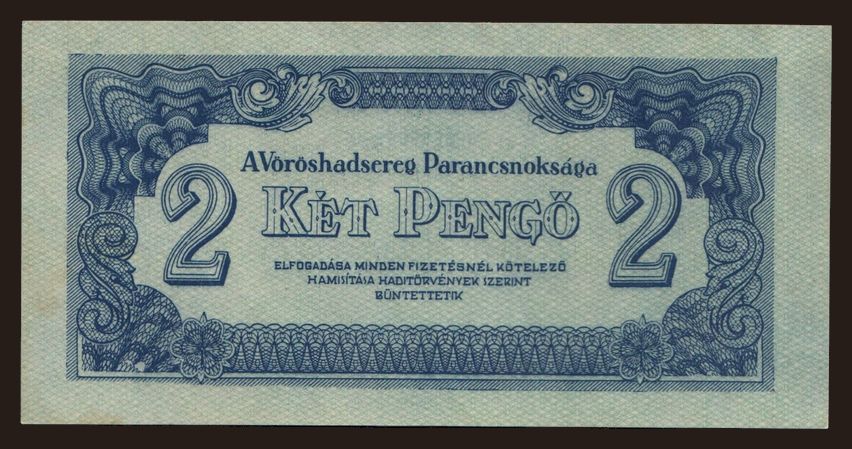 A Vöröshadsereg Parancsnoksága
2 KÉT PENGŐ 2
ELFOGADÁSA MINDEN FIZETÉSNÉL KÖTELEZŐ
HAMISÍTÁSA HADITÖRVÉNYEK SZERINT
BÜNTETTETIK